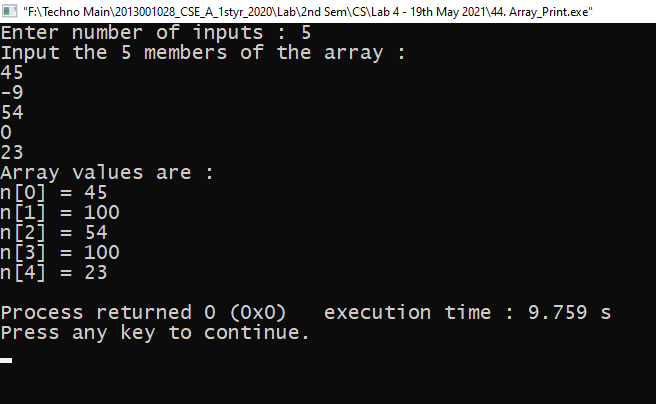 "F:\Techno Main\2013001028_CSE_A_1styr_2020\Lab\2nd Sem\CS\Lab 4 - 19th May 2021\44. Array_Print.exe"
Enter number of inputs : 5
Input the 5 members of the array :
45
-9
54
0
23
Array values are :
n[0] = 45
n[1] = 100
n[2] = 54
n[3] = 100
n[4] = 23
Process returned 0 (0x0)   execution time : 9.759 s
Press any key to continue.